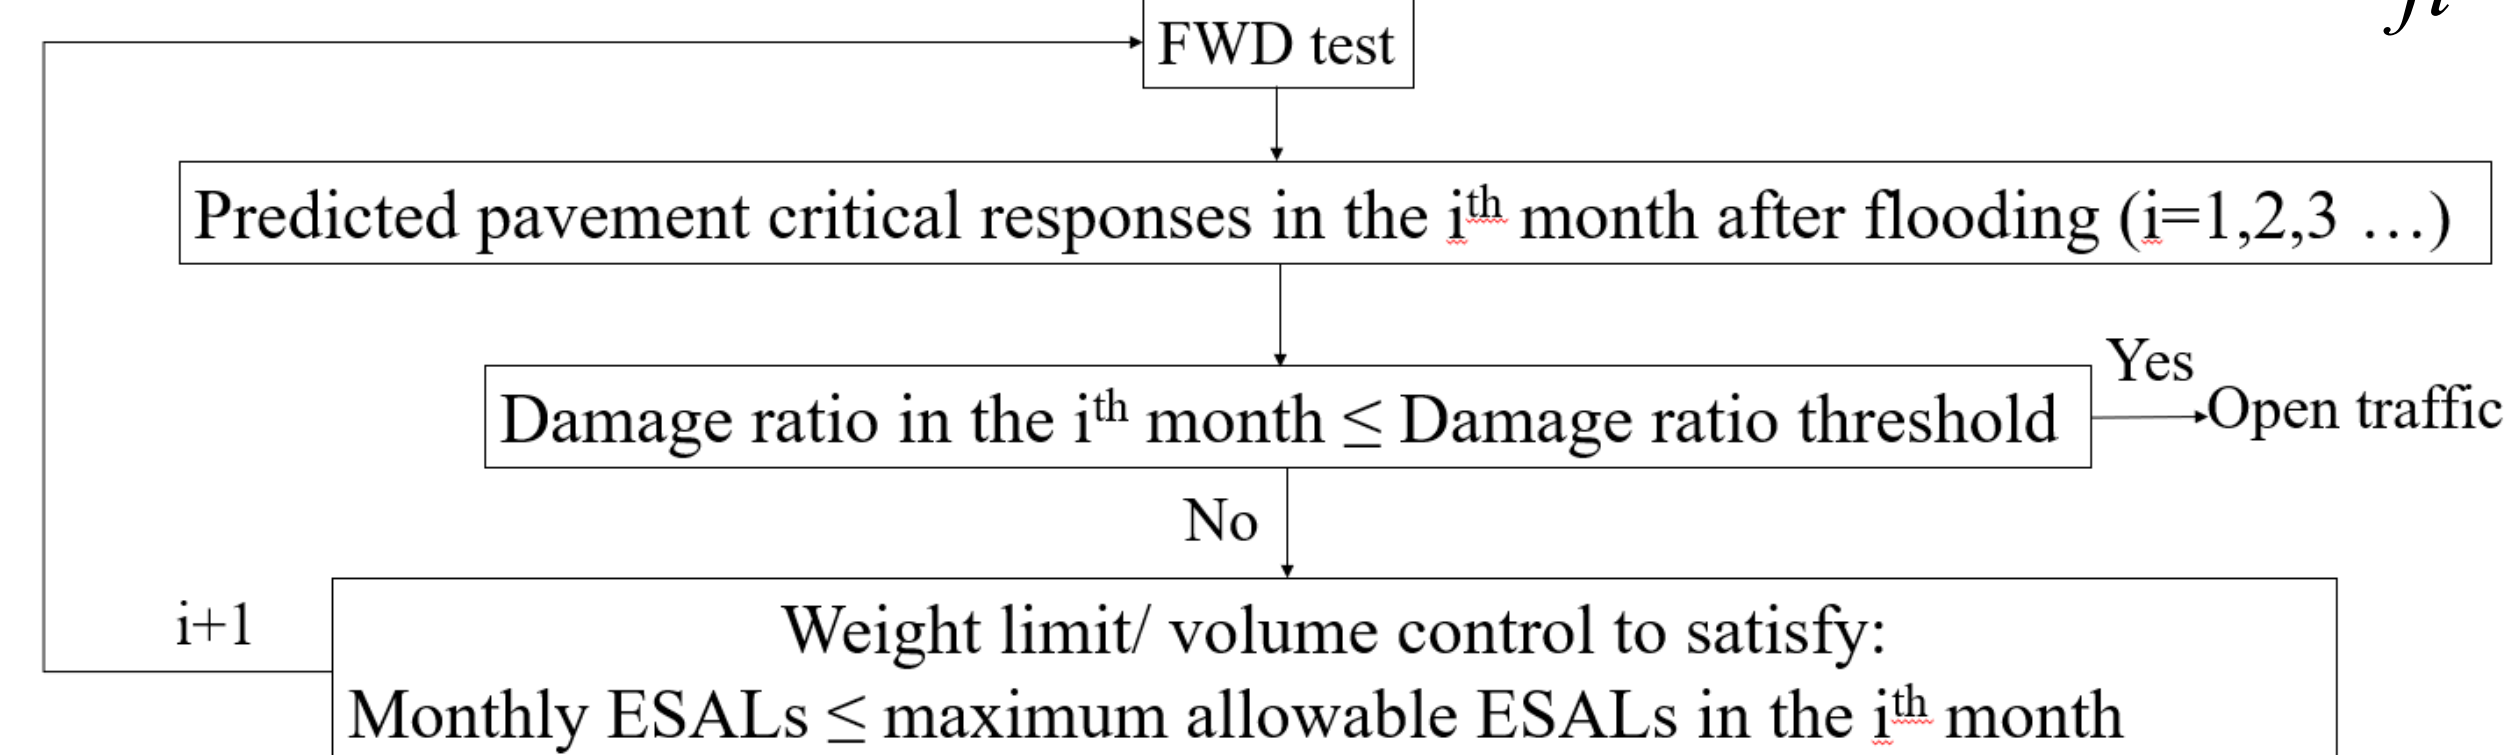 FWD test
Predicted pavement critical responses in the iᵗʰ month after flooding (i=1,2,3 …)
Damage ratio in the iᵗʰ month ≤ Damage ratio threshold
Yes
Open traffic
No
i+1
Weight limit/ volume control to satisfy:
Monthly ESALs ≤ maximum allowable ESALs in the iᵗʰ month